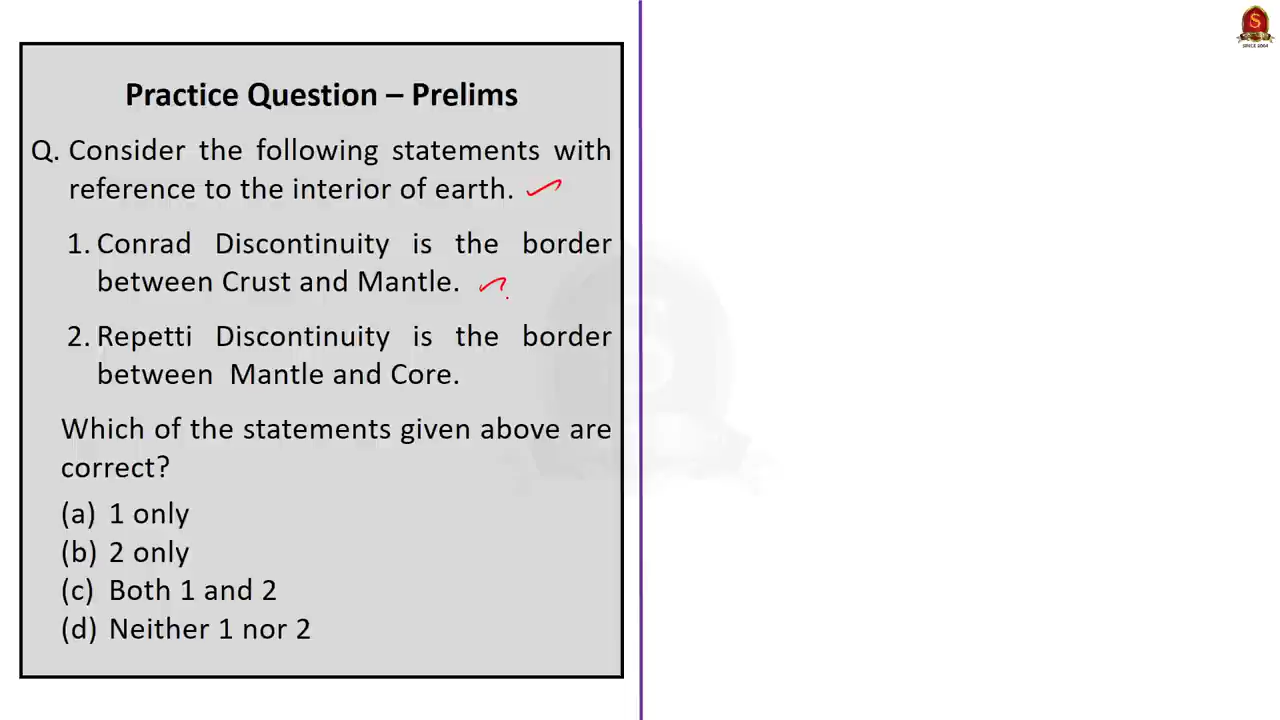 Practice Question – Prelims
Q. Consider the following statements with
reference to the interior of earth.
1. Conrad Discontinuity is the border
between Crust and Mantle.
2. Repetti Discontinuity is the border
between Mantle and Core.
Which of the statements given above are
correct?
(a) 1 only
(b) 2 only
(c) Both 1 and 2
(d) Neither 1 nor 2
S